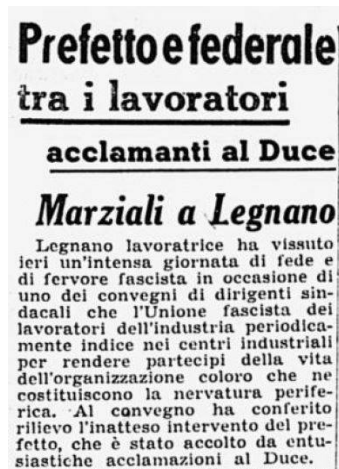 Prefetto e federale
tra i lavoratori
acclamanti al Duce
Marziali a Legnano
Legnano lavoratrice ha vissuto
ieri un'intensa giornata di fede e
di fervore fascista in occasione di
uno dei convegni di dirigenti sin-
dacali che l'Unione fascista dei
lavoratori dell'industria periodica-
mente indice nei centri industriali
per rendere partecipi della vita
dell'organizzazione coloro che ne
costituiscono la nervatura perife-
rica. Al convegno ha conferito
rilievo l'inatteso intervento del pre-
fetto, che è stato accolto da entu-
siastiche acclamazioni al Duce.